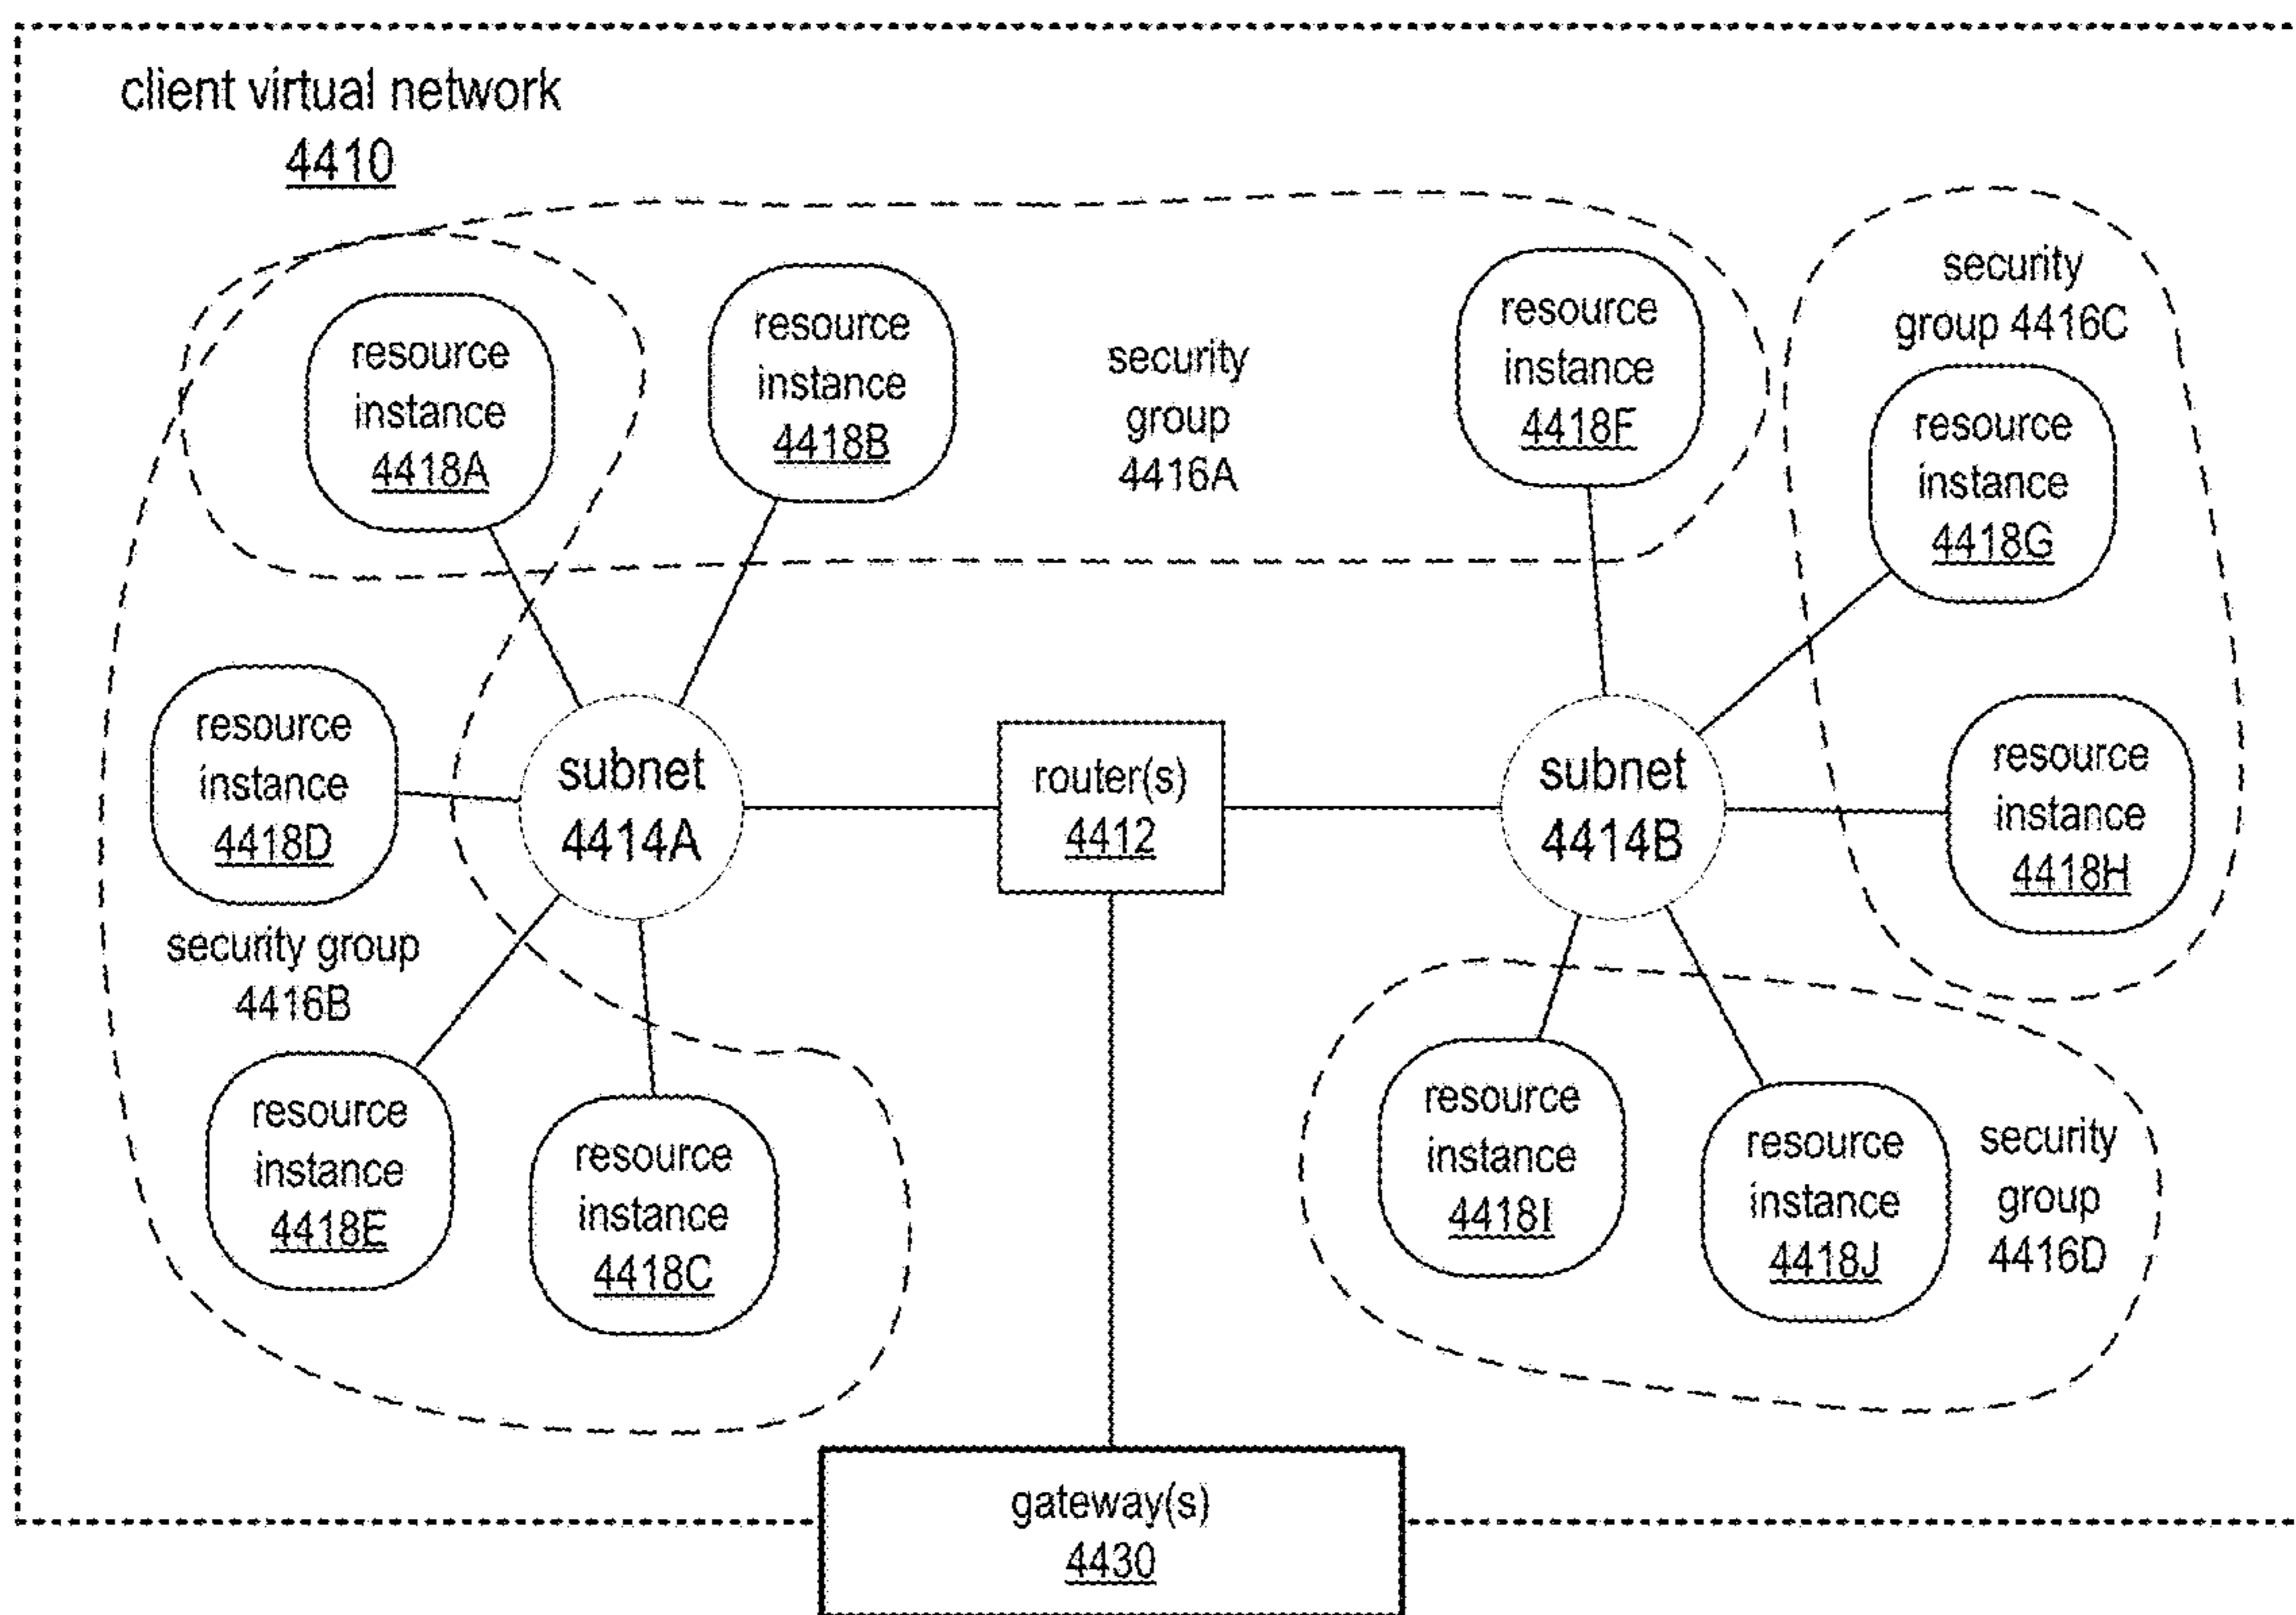 client virtual network
4410
resource
instance
4418A
resource
instance
4418B
security
group
4416A
resource
instance
4418F
security
group 4416C
resource
instance
4418G
resource
instance
4418D
subnet
4414A
router(s)
4412
subnet
4414B
resource
instance
4418H
security group
4416B
resource
instance
4418E
resource
instance
4418C
resource
instance
4418I
resource
instance
4418J
security
group
4416D
gateway(s)
4430